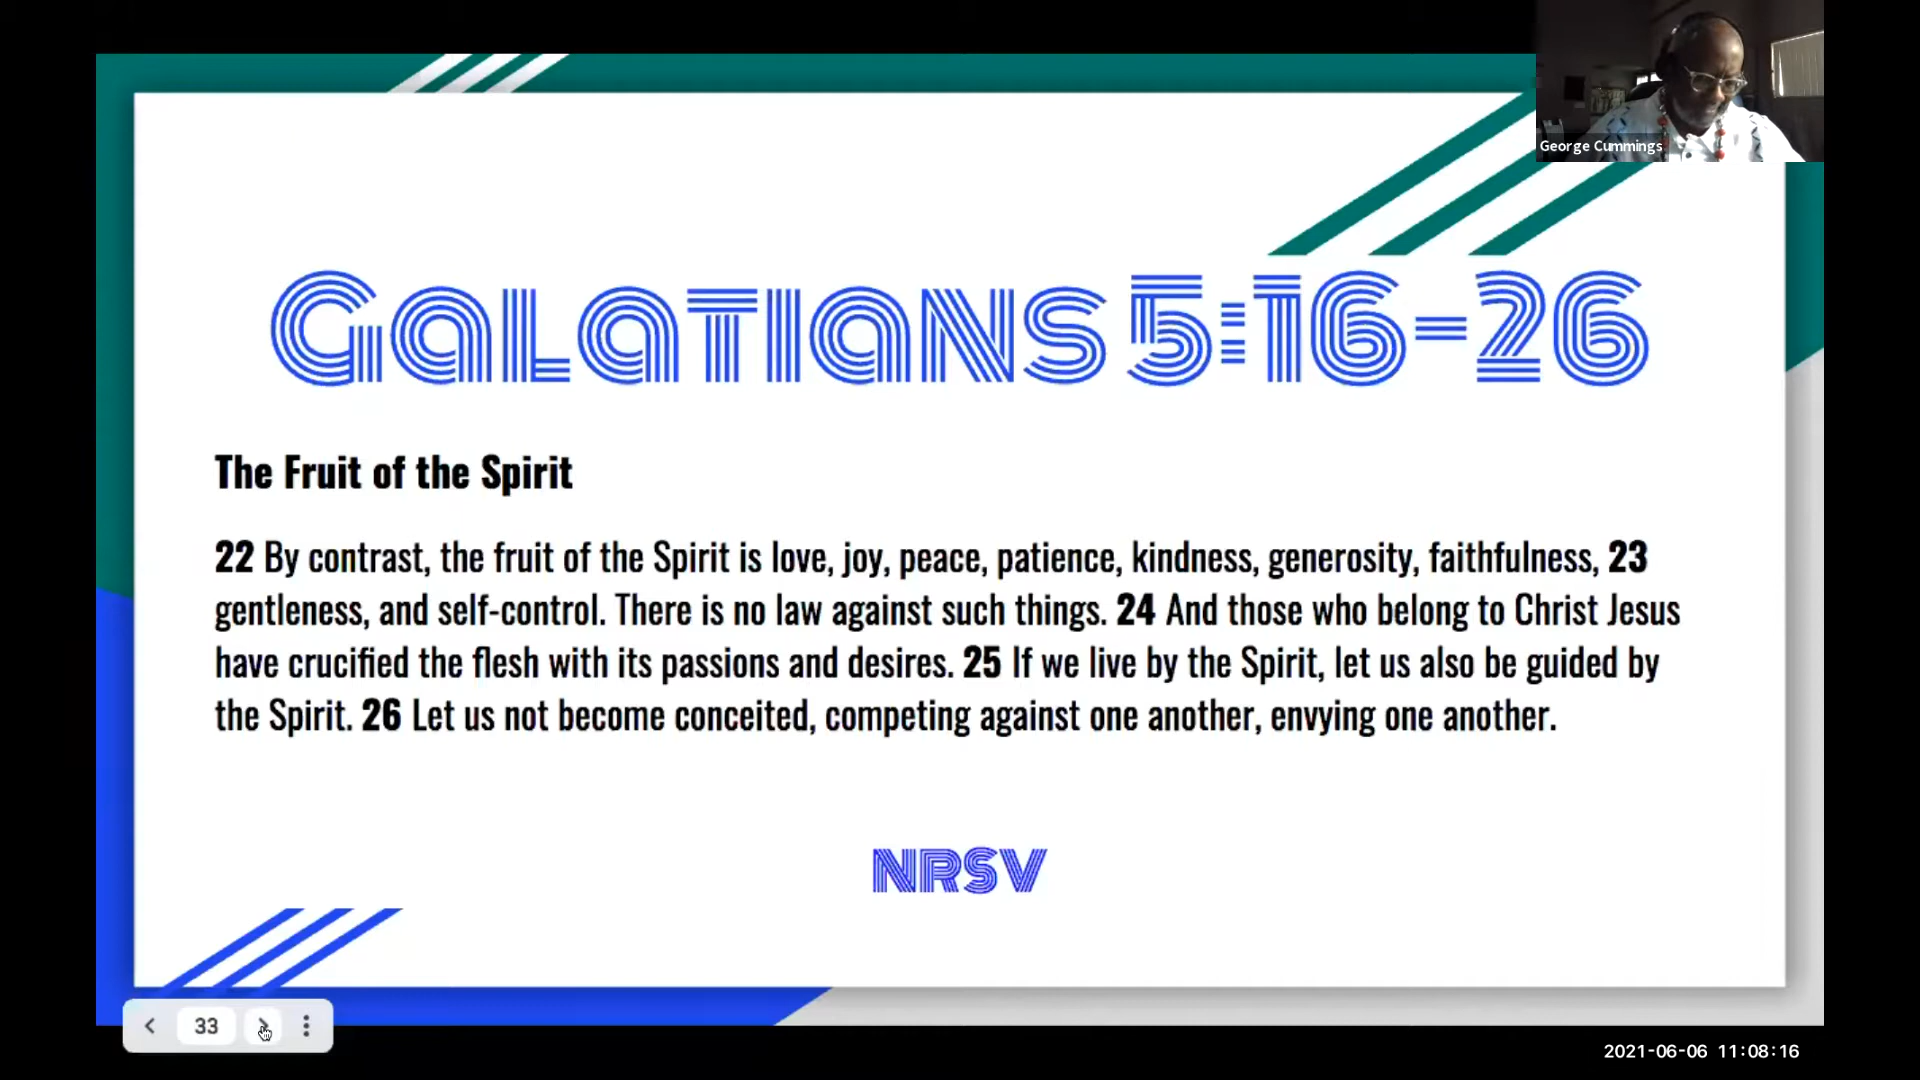 George Cummings
Galatians 5:16-26
The Fruit of the Spirit
22 By contrast, the fruit of the Spirit is love, joy, peace, patience, kindness, generosity, faithfulness, 23
gentleness, and self-control. There is no law against such things. 24 And those who belong to Christ Jesus
have crucified the flesh with its passions and desires. 25 If we live by the Spirit, let us also be guided by
the Spirit. 26 Let us not become conceited, competing against one another, envying one another.
NRSV
33
2021-06-06 11:08:16